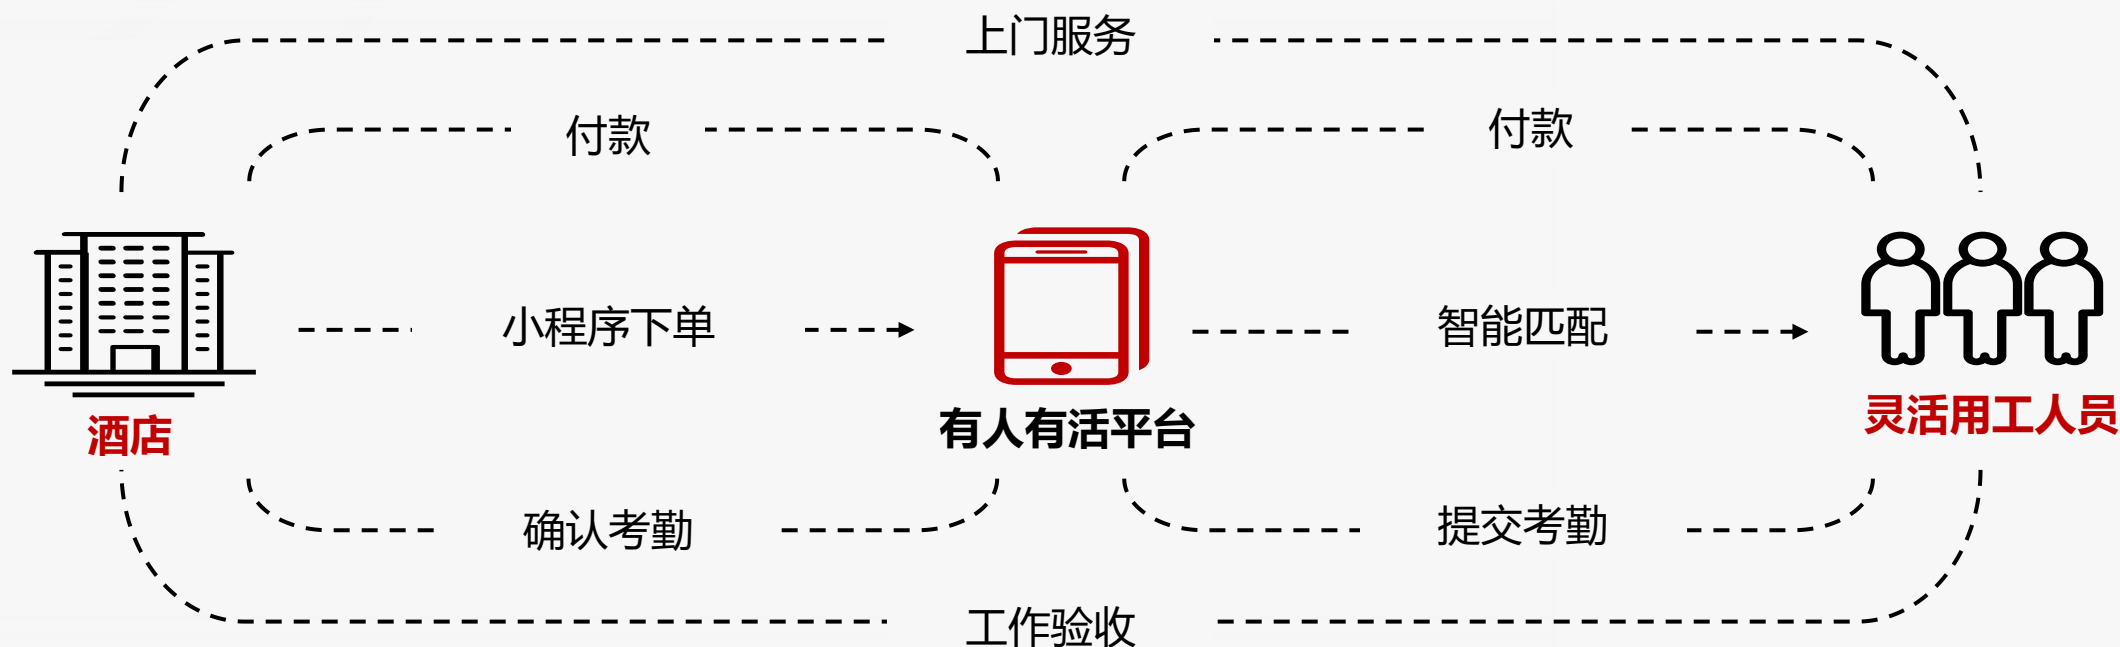 上门服务
付款
付款
小程序下单
智能匹配
酒店
有人有活平台
灵活用工人员
确认考勤
提交考勤
工作验收